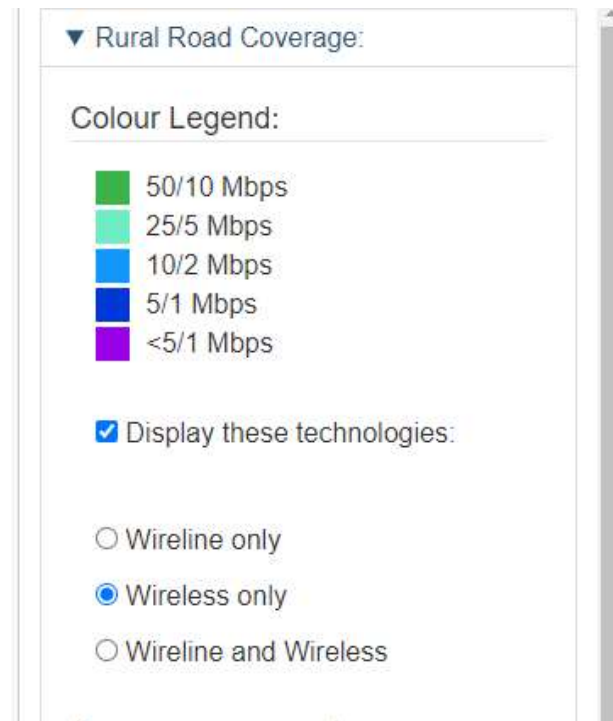 ▼ Rural Road Coverage:
Colour Legend:
50/10 Mbps
25/5 Mbps
10/2 Mbps
5/1 Mbps
<5/1 Mbps
Display these technologies:
Wireline only
Wireless only
Wireline and Wireless